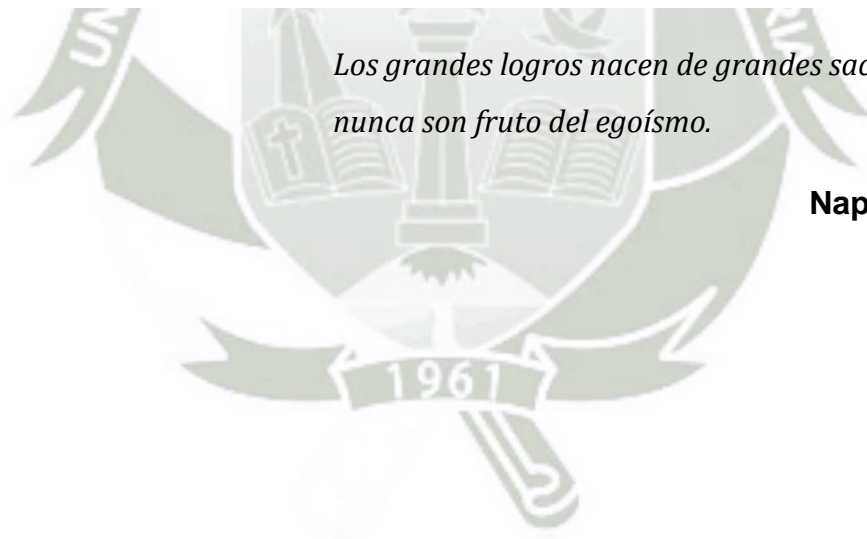 Los grandes logros nacen de grandes sac
nunca son fruto del egoísmo.
Nap
1961